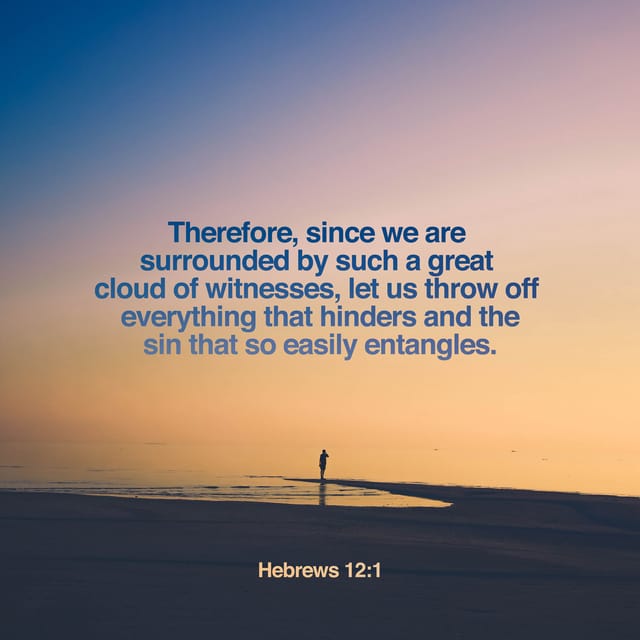 Therefore, since we are
surrounded by such a great
cloud of witnesses, let us throw off
everything that hinders and the
sin that so easily entangles.
Hebrews 12:1